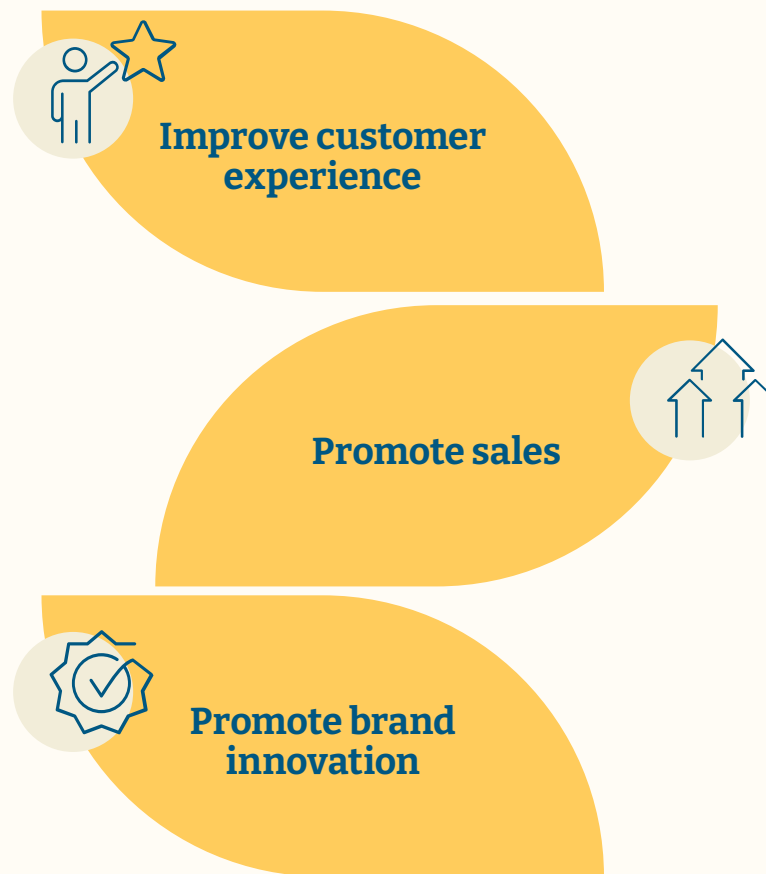 Improve customer
experience
Promote sales
Promote brand
innovation